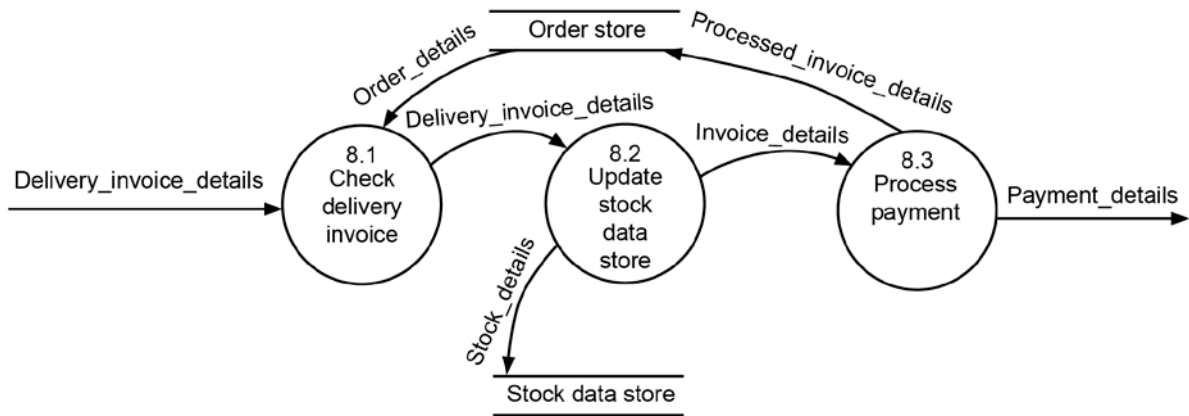 Order store
Processed_invoice_details
Order_details
Delivery_invoice_details
Invoice_details
Delivery_invoice_details
8.1
Check
delivery
invoice
8.2
Update
stock
data
store
8.3
Process
payment
Payment_details
Stock_details
Stock data store